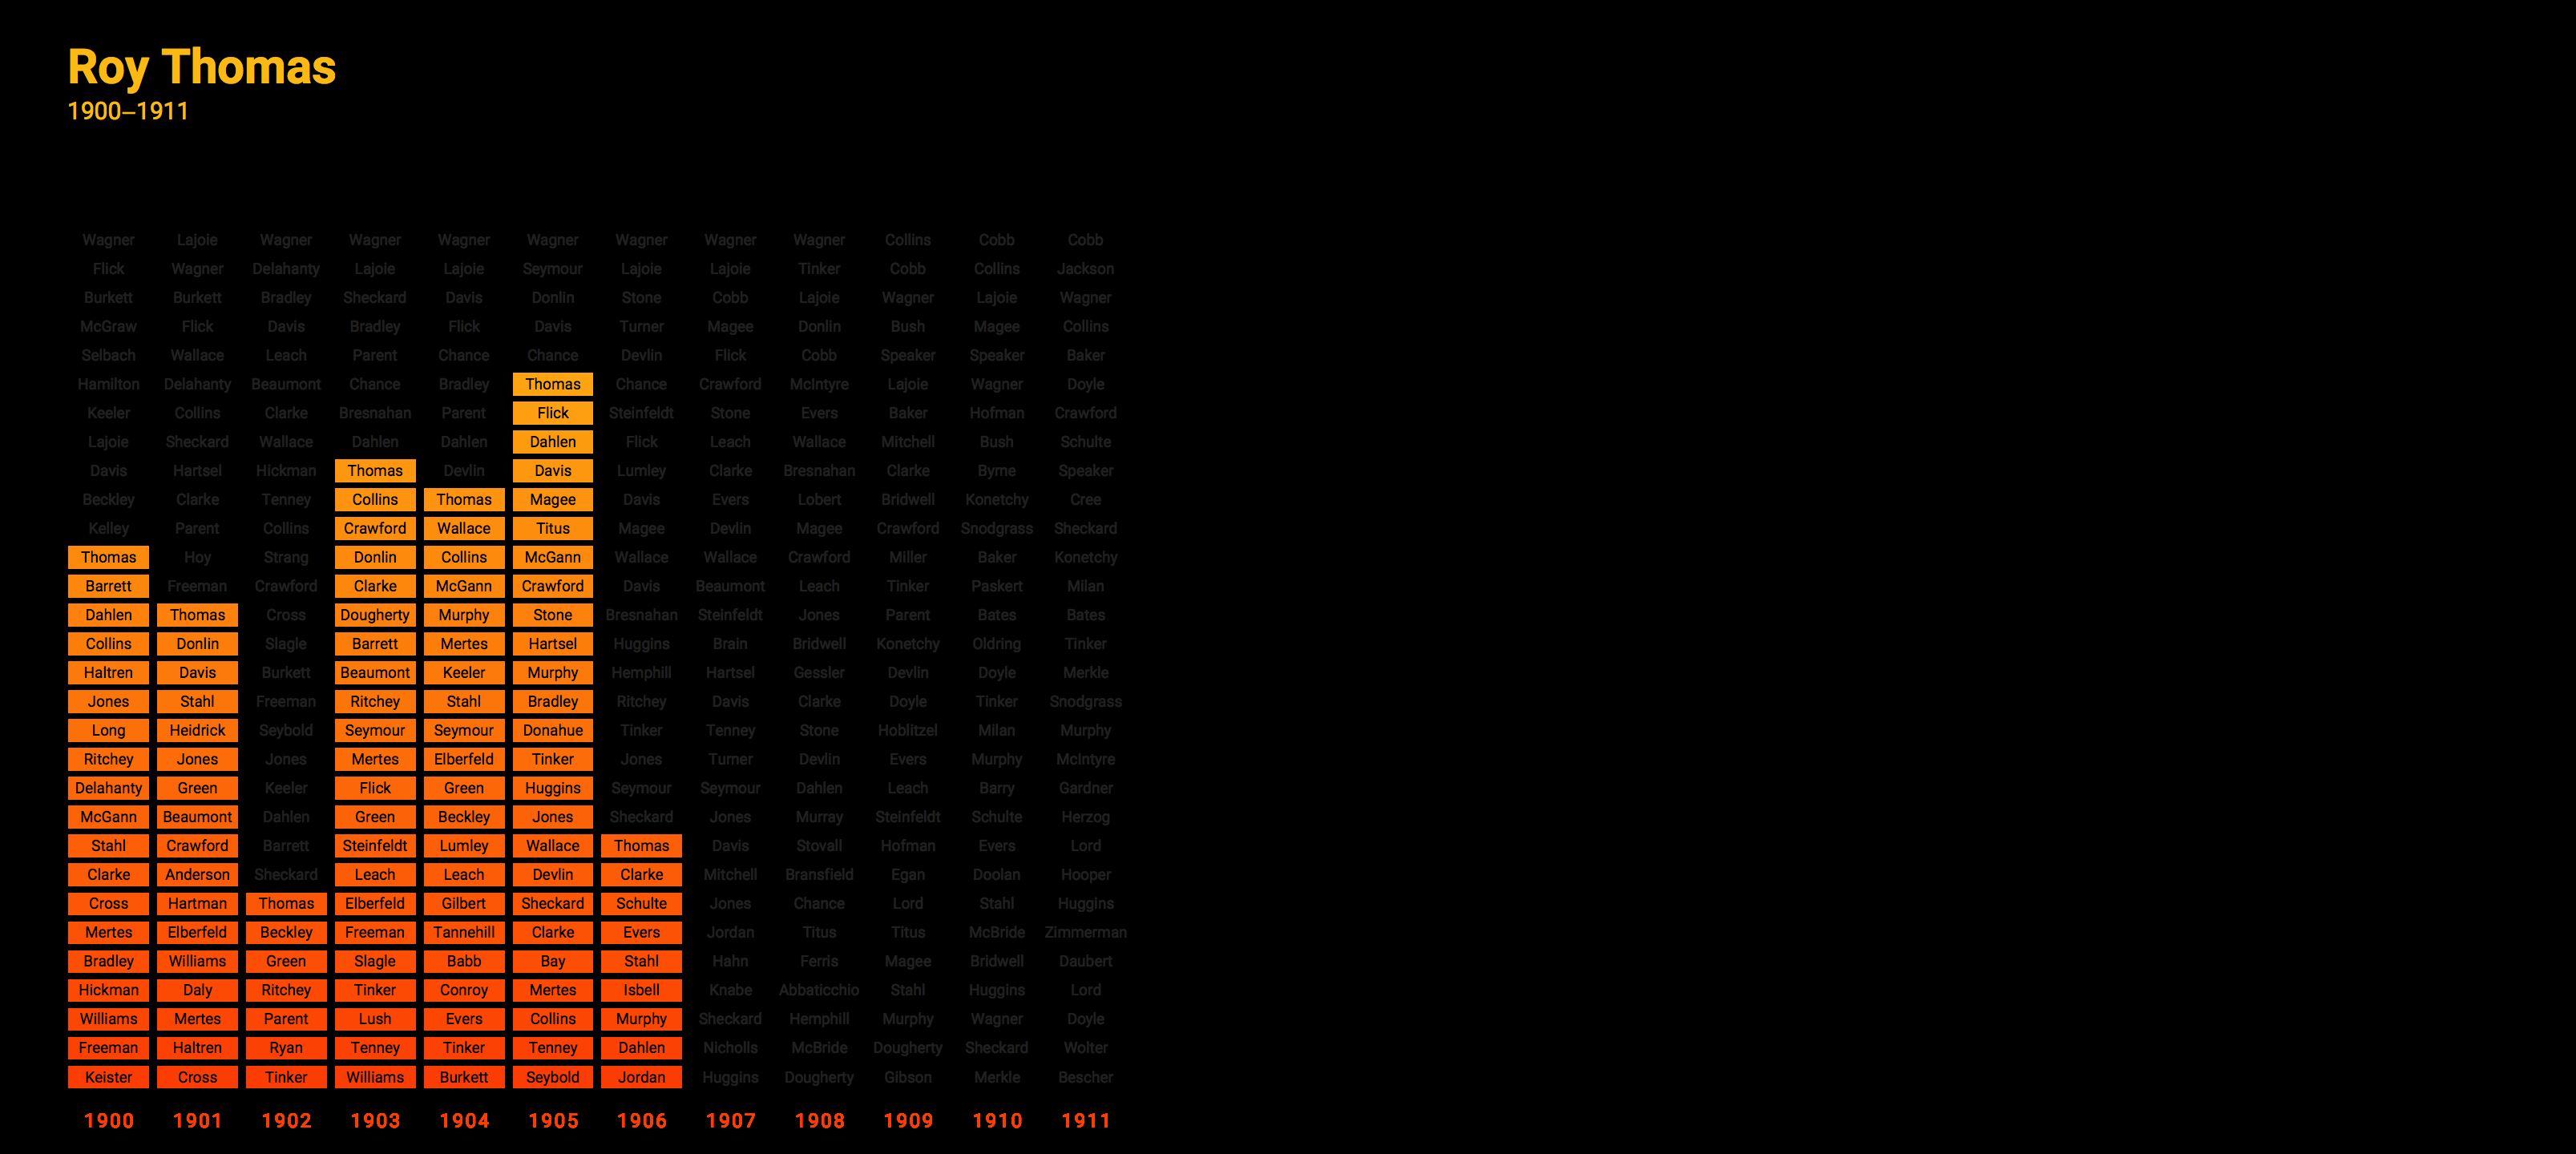 Roy Thomas
1900–1911
Wagner Lajoie Wagner Wagner Wagner Wagner Wagner Wagner Wagner Collins Cobb Cobb
Flick Wagner Delahanty Lajoie Lajoie Seymour Lajoie Lajoie Tinker Cobb Collins Jackson
Burkett Burkett Bradley Sheckard Davis Donlin Stone Cobb Lajoie Wagner Lajoie Wagner
McGraw Flick Davis Bradley Flick Davis Turner Magee Donlin Bush Magee Collins
Selbach Wallace Leach Parent Chance Chance Devlin Flick Cobb Speaker Speaker Baker
Hamilton Delahanty Beaumont Chance Bradley Thomas Chance Crawford McIntyre Lajoie Wagner Doyle
Keeler Collins Clarke Bresnahan Parent Flick Steinfeldt Stone Evers Baker Hofman Crawford
Lajoie Sheckard Wallace Dahlen Dahlen Dahlen Flick Leach Wallace Mitchell Bush Schulte
Davis Hartsel Hickman Thomas Devlin Davis Lumley Clarke Bresnahan Clarke Byrne Speaker
Beckley Clarke Tenney Collins Thomas Magee Davis Evers Lobert Bridwell Konetchy Cree
Kelley Parent Collins Crawford Wallace Titus Magee Devlin Magee Crawford Snodgrass Sheckard
Thomas Hoy Strang Donlin Collins McGann Wallace Wallace Crawford Miller Baker Konetchy
Barrett Freeman Crawford Clarke McGann Crawford Davis Beaumont Leach Tinker Paskert Milan
Dahlen Thomas Cross Dougherty Murphy Stone Bresnahan Steinfeldt Jones Parent Bates Bates
Collins Donlin Slagle Barrett Mertes Hartsel Huggins Brain Bridwell Konetchy Oldring Tinker
Haltren Davis Burkett Beaumont Keeler Murphy Hemphill Hartsel Gessler Devlin Doyle Merkle
Jones Stahl Freeman Ritchey Stahl Bradley Ritchey Davis Clarke Doyle Tinker Snodgrass
Long Heidrick Seybold Seymour Seymour Donahue Tinker Tenney Stone Hoblitzel Milan Murphy
Ritchey Jones Jones Mertes Elberfeld Tinker Jones Turner Devlin Evers Murphy McIntyre
Delahanty Green Keeler Flick Green Huggins Seymour Seymour Dahlen Leach Barry Gardner
McGann Beaumont Dahlen Green Beckley Jones Sheckard Jones Murray Steinfeldt Schulte Herzog
Stahl Crawford Barrett Steinfeldt Lumley Wallace Thomas Davis Stovall Hofman Evers Lord
Clarke Anderson Sheckard Leach Leach Devlin Clarke Mitchell Bransfield Egan Doolan Hooper
Cross Hartman Thomas Elberfeld Gilbert Sheckard Schulte Jones Chance Lord Stahl Huggins
Mertes Elberfeld Beckley Freeman Tannehill Clarke Evers Jordan Titus Titus McBride Zimmerman
Bradley Williams Green Slagle Babb Bay Stahl Hahn Ferris Magee Bridwell Daubert
Hickman Daly Ritchey Tinker Conroy Mertes Isbell Knabe Abbaticchio Stahl Huggins Lord
Williams Mertes Parent Lush Evers Collins Murphy Sheckard Hemphill Murphy Wagner Doyle
Freeman Haltren Ryan Tenney Tinker Tenney Dahlen Nicholls McBride Dougherty Sheckard Wolter
Keister Cross Tinker Williams Burkett Seybold Jordan Huggins Dougherty Gibson Merkle Bescher
1900 1901 1902 1903 1904 1905 1906 1907 1908 1909 1910 1911